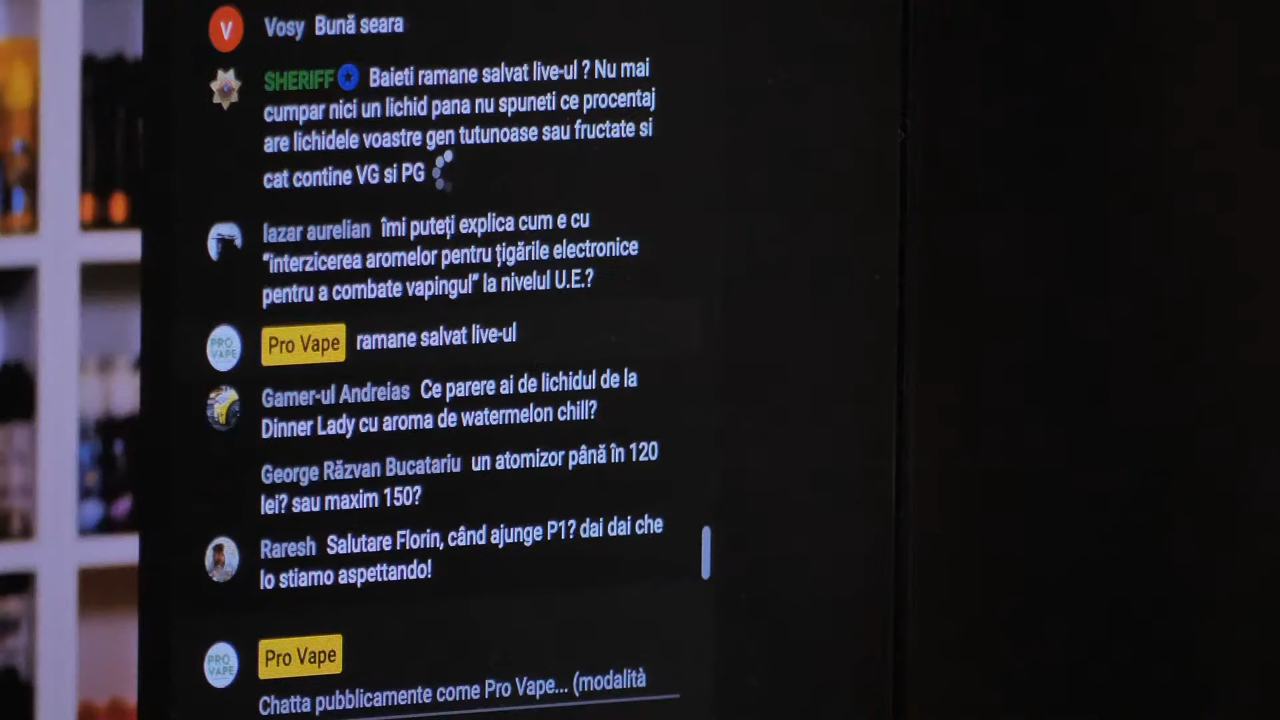 V
Vosy Bună seara
SHERIFF Baieti ramane salvat live-ul ? Nu mai
cumpar nici un lichid pana nu spuneti ce procentaj
are lichidele voastre gen tutunoase sau fructate si
cat contine VG si PG
lazar aurelian îmi puteți explica cum e cu
"interzicerea aromelor pentru țigările electronice
pentru a combate vapingul" la nivelul U.E.?
PRO
VAPE
Pro Vape ramane salvat live-ul
Gamer-ul Andreias Ce parere ai de lichidul de la
Dinner Lady cu aroma de watermelon chill?
George Răzvan Bucatariu un atomizor până în 120
lei? sau maxim 150?
Raresh Salutare Florin, când ajunge P1? dai dai che
lo stiamo aspettando!
PRO
VAPE
Pro Vape
Chatta pubblicamente come Pro Vape... (modalità